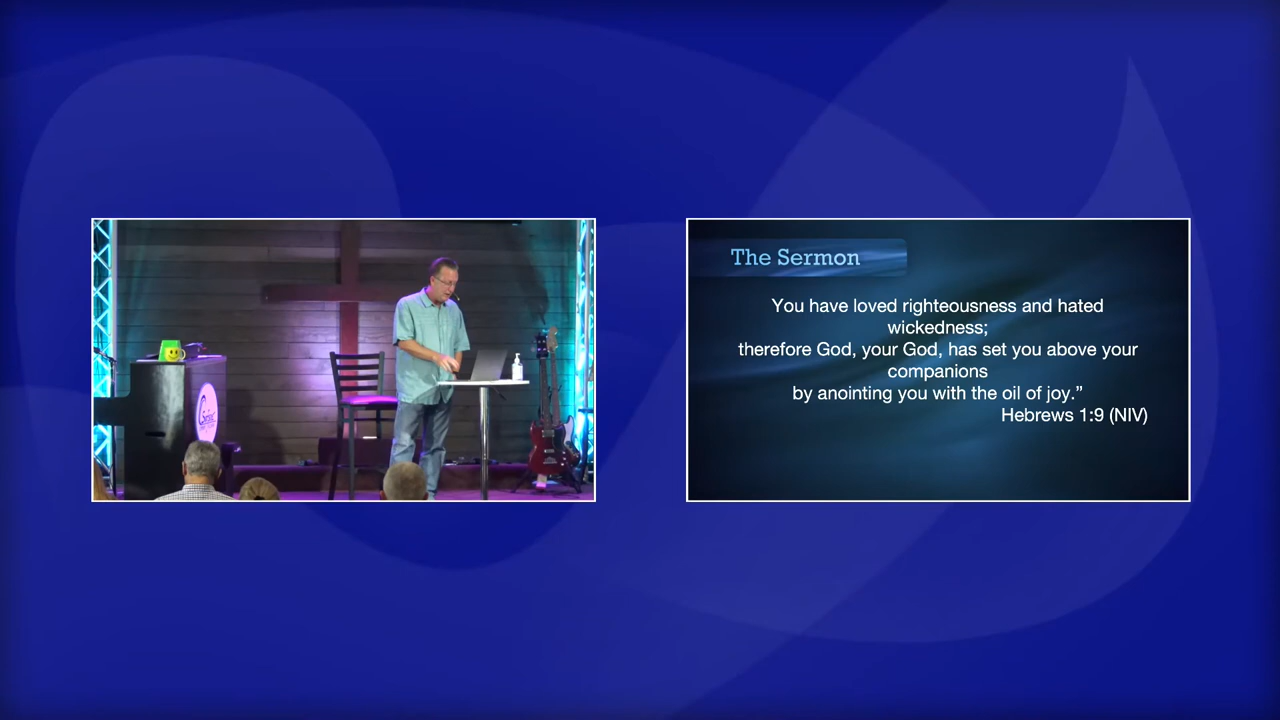 The Sermon
You have loved righteousness and hated
wickedness;
therefore God, your God, has set you above your
companions
by anointing you with the oil of joy.”
Hebrews 1:9 (NIV)